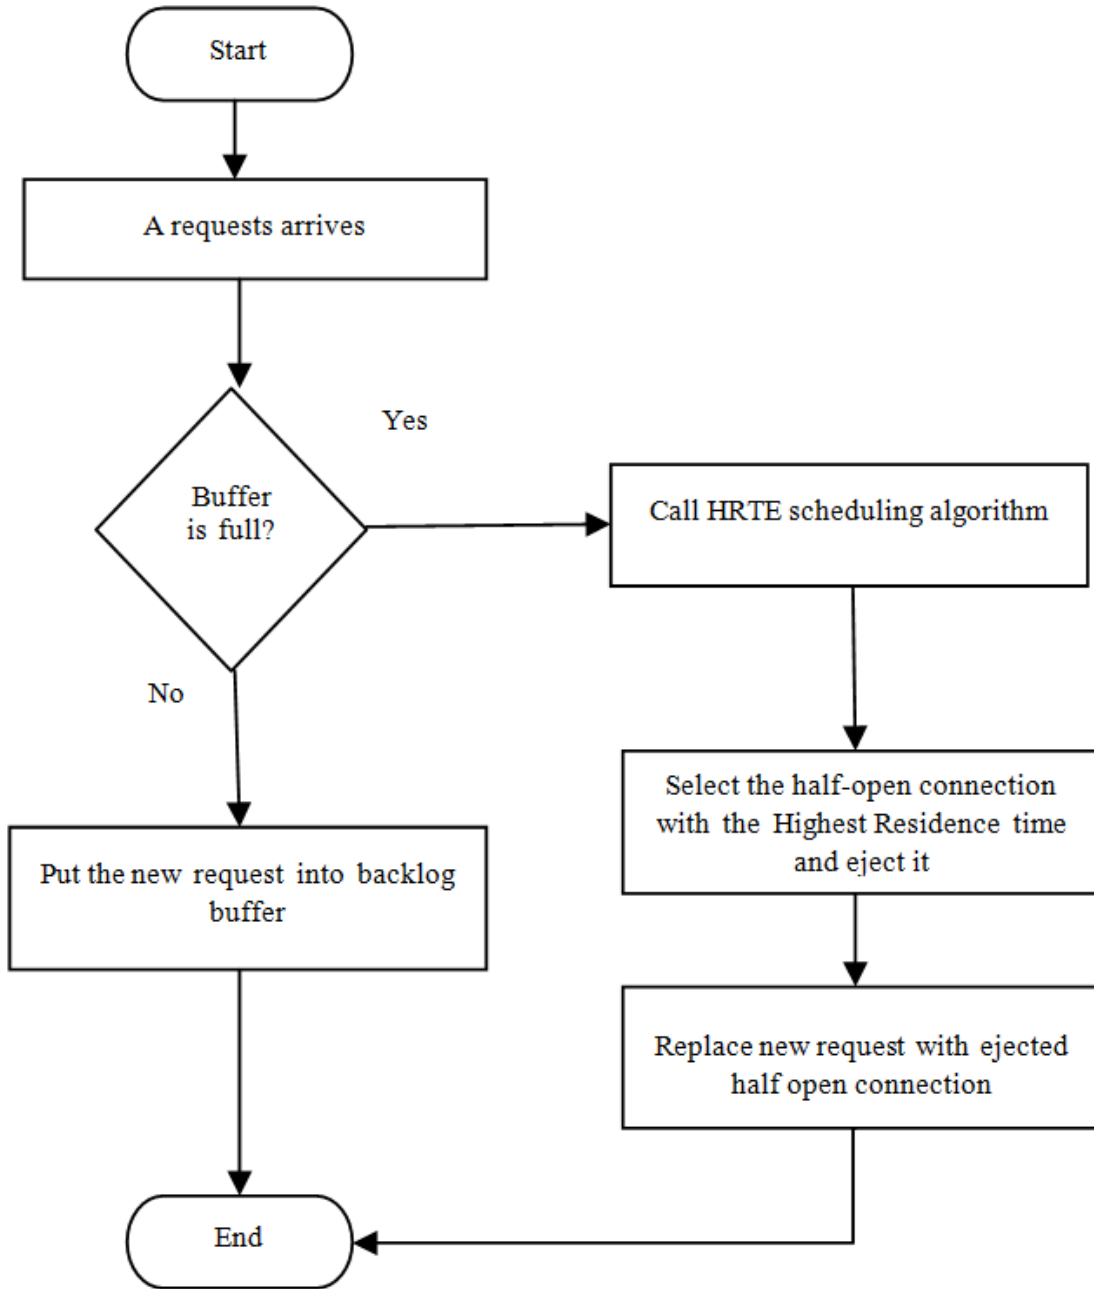 Start
A requests arrives
Yes
Buffer
is full?
Call HRTE scheduling algorithm
No
Select the half-open connection
with the Highest Residence time
and eject it
Put the new request into backlog
buffer
Replace new request with ejected
half open connection
End